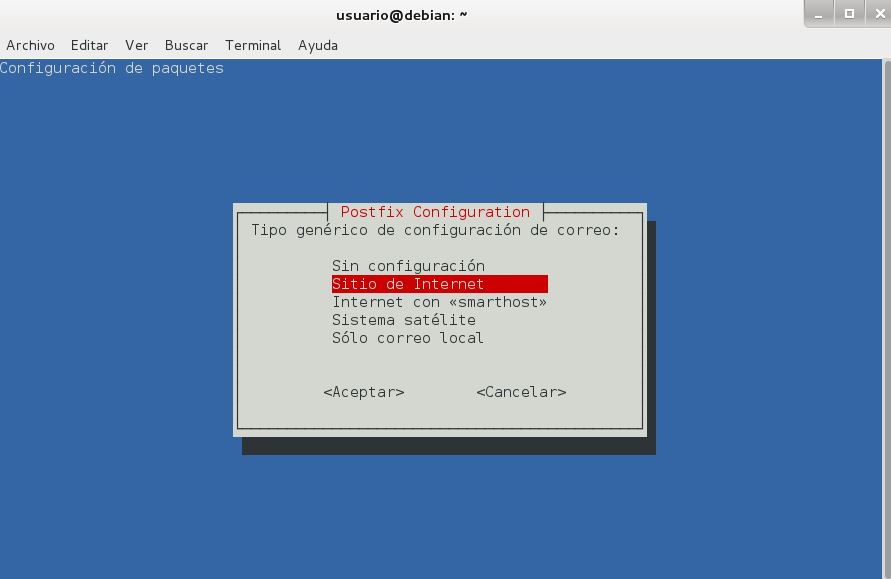 usuario@debian: ~
Archivo Editar Ver Buscar Terminal Ayuda
Configuración de paquetes
Postfix Configuration
Tipo genérico de configuración de correo:
Sin configuración
Sitio de Internet
Internet con «smarthost»
Sistema satélite
Sólo correo local
<Aceptar> <Cancelar>